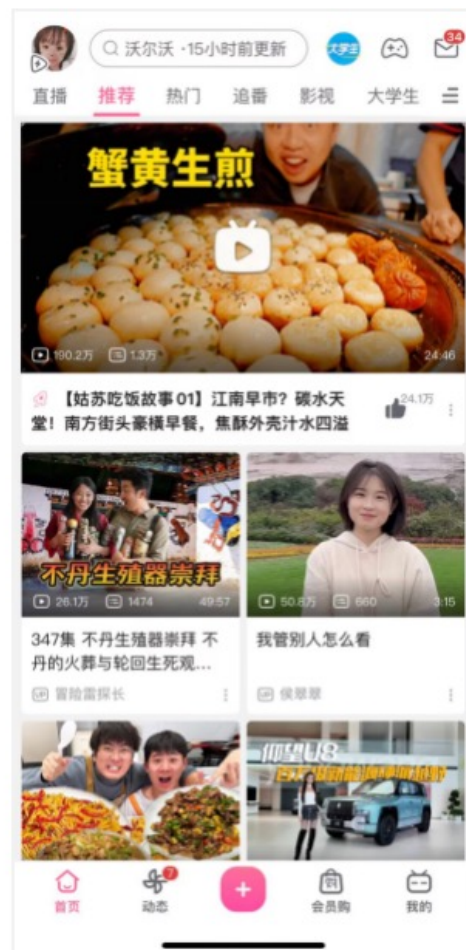 沃尔沃 ·15小时前更新
大学生
34
直播
推荐
热门
追番
影视
大学生
蟹黄生煎
190.2万
1.3万
24:46
【姑苏吃饭故事01】江南早市？碳水天
堂！南方街头豪横早餐，焦酥外壳汁水四溢
24.1万
不丹生殖器崇拜
26.1万
1474
49:57
50.8万
660
3:15
347集 不丹生殖器崇拜 不
丹的火葬与轮回生死观...
我管别人怎么看
UP 冒险雷探长
UP 侯翠翠
仰望U8
首页
7
动态
+
会员购
我的